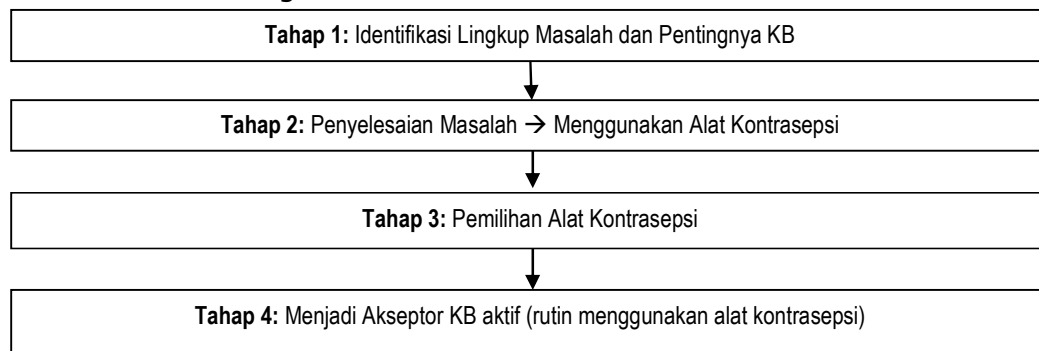 Tahap 1: Identifikasi Lingkup Masalah dan Pentingnya KB
Tahap 2: Penyelesaian Masalah → Menggunakan Alat Kontrasepsi
Tahap 3: Pemilihan Alat Kontrasepsi
Tahap 4: Menjadi Akseptor KB aktif (rutin menggunakan alat kontrasepsi)